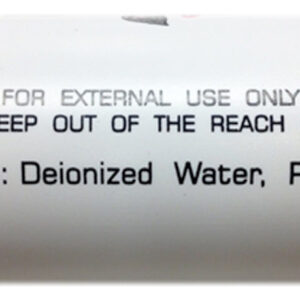 FOR EXTERNAL USE ONLY
EEP OUT OF THE REACH
: Deionized Water,